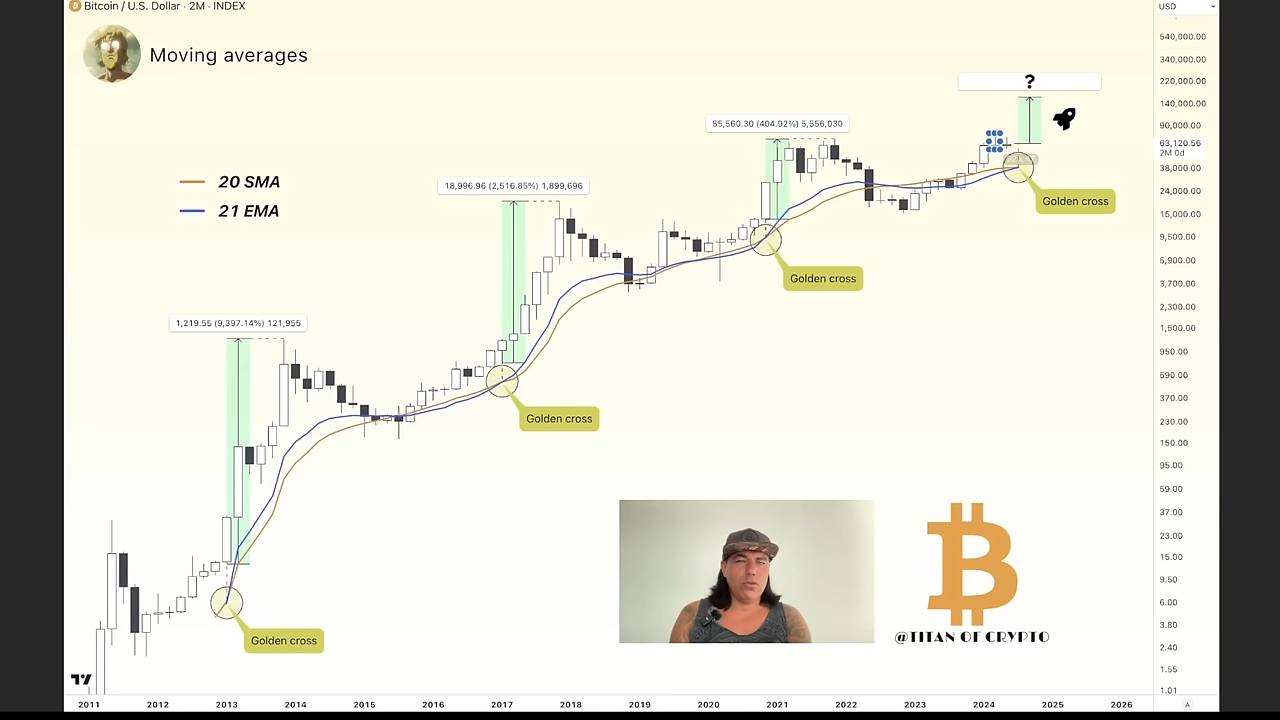 Bitcoin / U.S. Dollar · 2M · INDEX
USD
Moving averages
?
55,560.30 (404.92%) 5,556,030
18,996.96 (2,516.85%) 1,899,696
20 SMA
21 EMA
Golden cross
Golden cross
1,219.55 (9,397.14%) 121,955
Golden cross
Golden cross
@TITAN OF CRYPTO
540,000.00
340,000.00
220,000.00
140,000.00
90,000.00
63,120.56
2M 0d
38,000.00
24,000.00
15,000.00
9,500.00
5,900.00
3,700.00
2,300.00
1,500.00
950.00
590.00
370.00
230.00
150.00
95.00
59.00
37.00
23.00
15.00
9.50
6.00
3.80
2.40
1.55
1.01
2011 2012 2013 2014 2015 2016 2017 2018 2019 2020 2021 2022 2023 2024 2025 2026
A